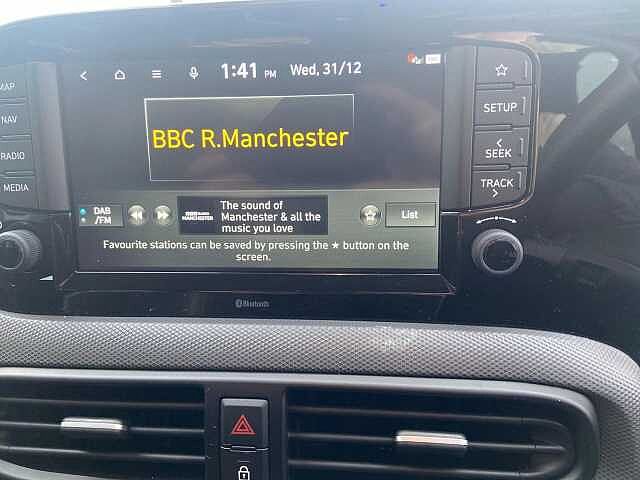 MAP
NAV
RADIO
MEDIA
1:41 PM Wed, 31/12
BBC R.Manchester
DAB
/FM
MANCHESTER
The sound of
Manchester & all the
music you love
List
Favourite stations can be saved by pressing the ★ button on the
screen.
SETUP
< SEEK
TRACK >
Bluetooth